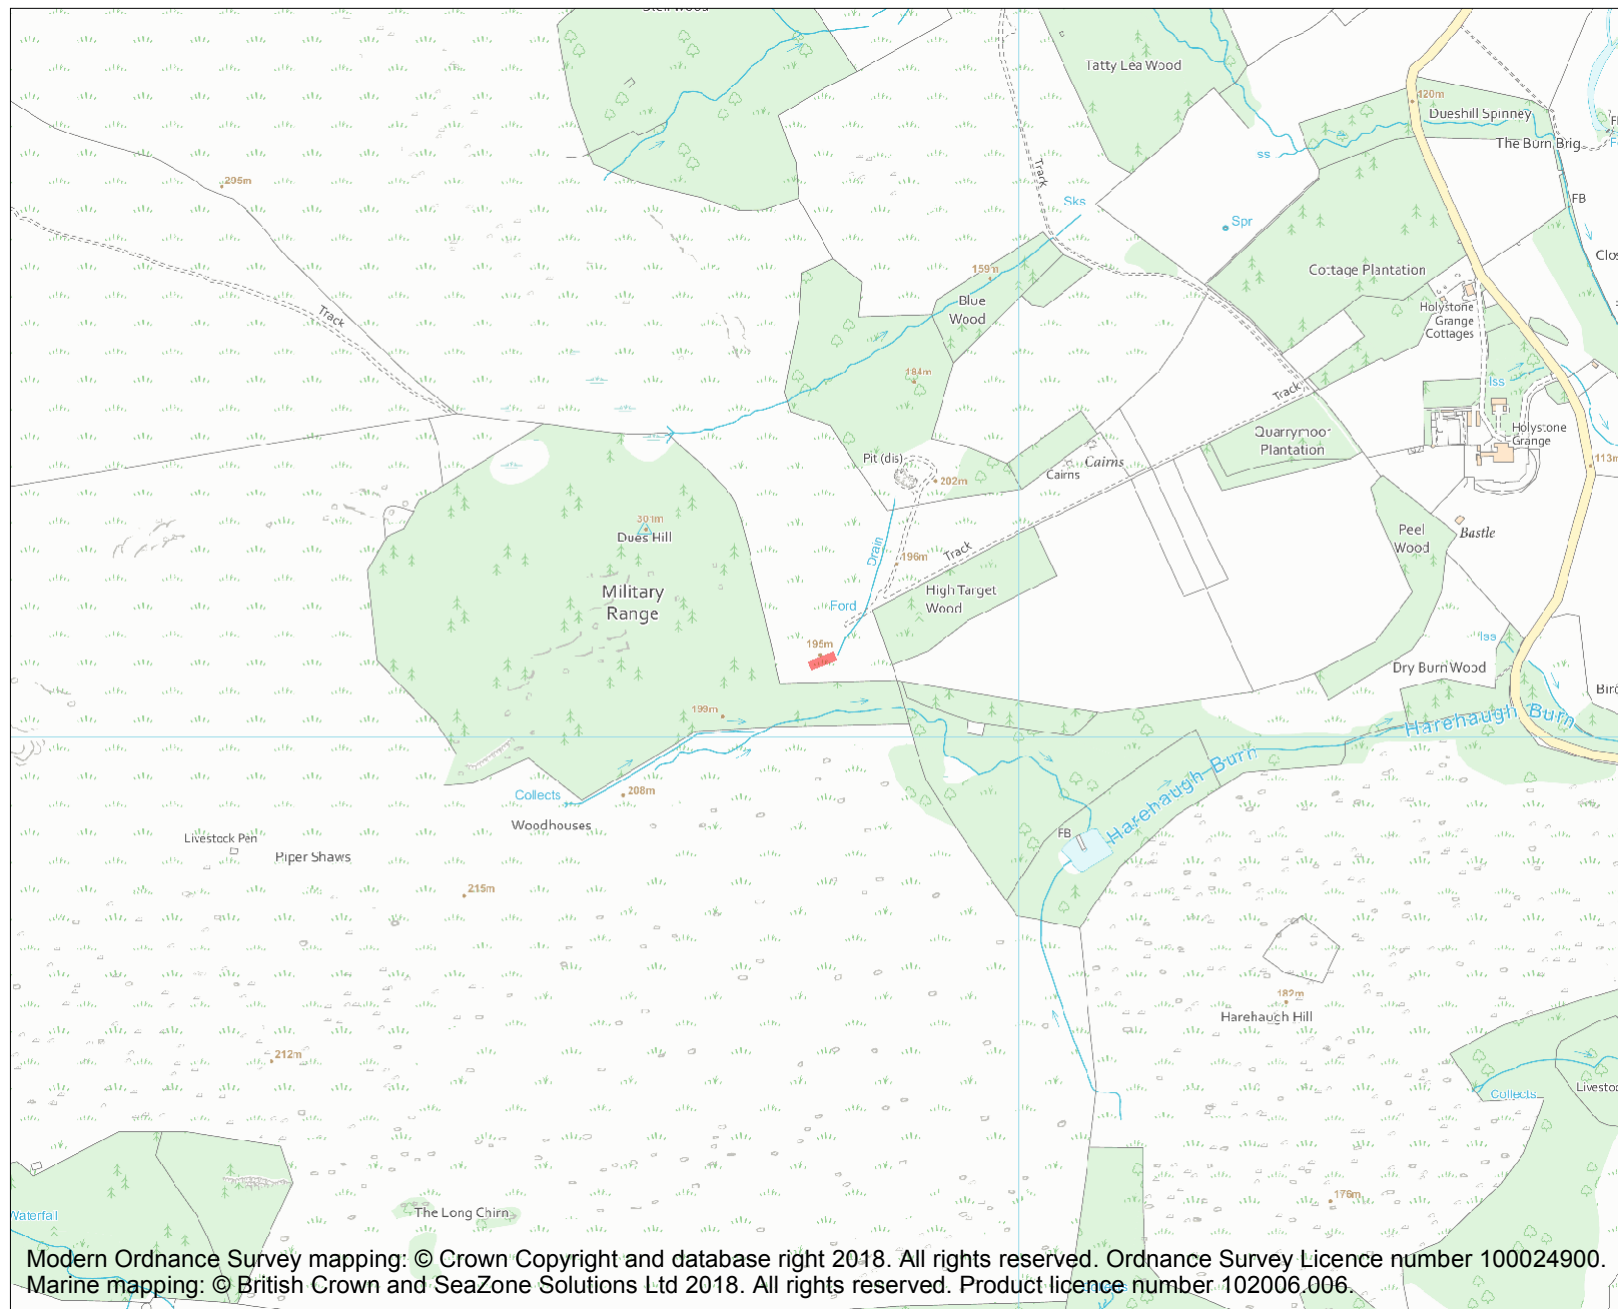 Tatty Lea Wood
120m
Dueshill Spinney
The Burn Brig
Iss
FB
Track
295m
Sks
Spr
Cottage Plantation
159m
Blue
Wood
Holystone
Grange
Cottages
Track
184m
Iss
Track
Quarrymoor
Plantation
Holystone
Grange
Pit (dis)
Cairns
Cairns
202m
113m
301m
Dues Hill
Peel
Wood
Bastle
Drain
196m
Track
Military
Range
High Target
Wood
Ford
195m
Iss
Dry Burn Wood
199m
Harehaugh Burn
Harehaugh Burn
Collects
208m
Woodhouses
FB
Livestock Pen
Piper Shaws
215m
182m
Harehaugh Hill
212m
Collects
176m
The Long Chirn
Waterfall
Modern Ordnance Survey mapping: © Crown Copyright and database right 2018. All rights reserved. Ordnance Survey Licence number 100024900.
Marine mapping: © British Crown and SeaZone Solutions Ltd 2018. All rights reserved. Product licence number 102006.006.